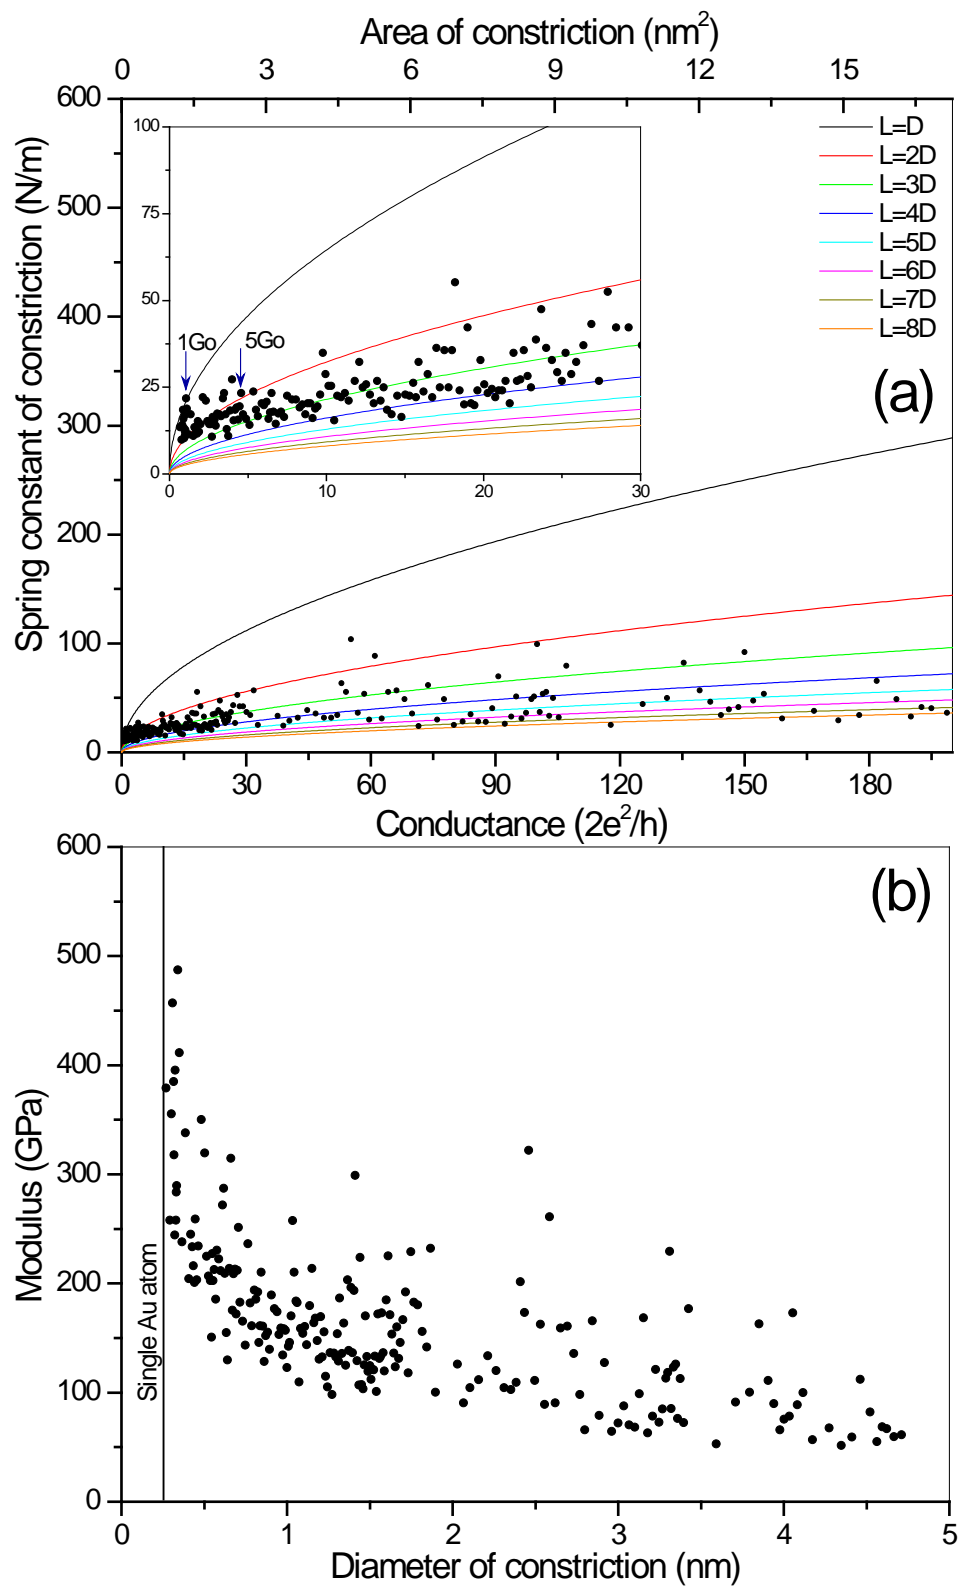 Area of constriction (nm²)
0 3 6 9 12 15
600
500
400
300
200
100
0
Spring constant of constriction (N/m)
100
75
50
25
0
0 10 20 30
1Go
5Go
L=D
L=2D
L=3D
L=4D
L=5D
L=6D
L=7D
L=8D
(a)
0 30 60 90 120 150 180
Conductance (2e²/h)
600
500
400
300
200
100
0
Modulus (GPa)
(b)
Single Au atom
0 1 2 3 4 5
Diameter of constriction (nm)